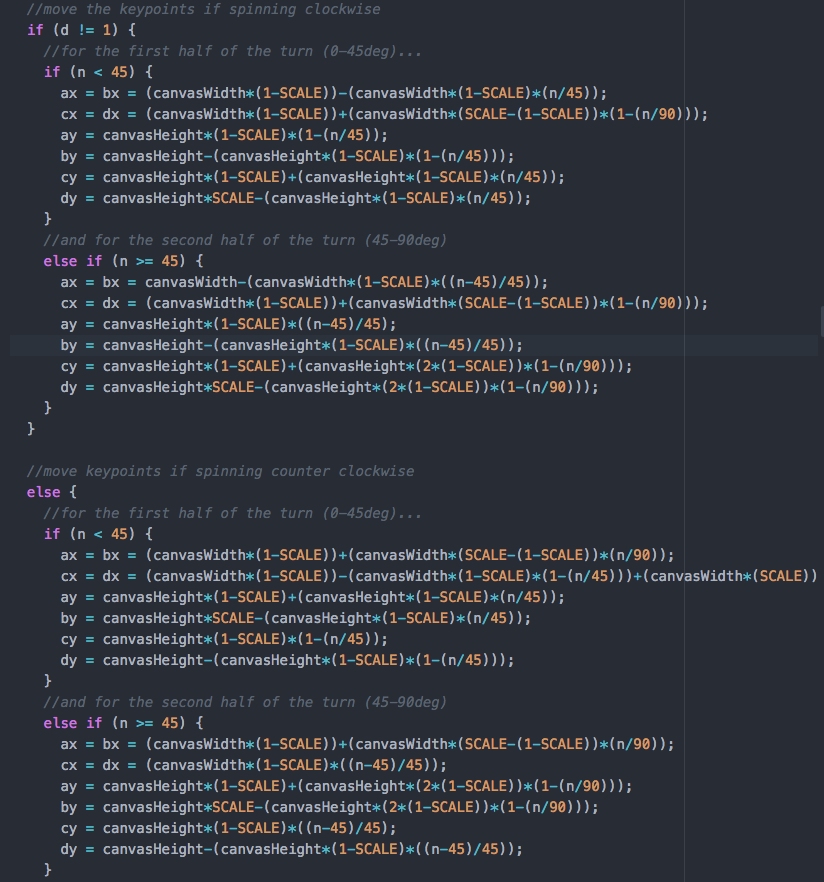 //move the keypoints if spinning clockwise
if (d != 1) {
//for the first half of the turn (0–45deg)...
if (n < 45) {
ax = bx = (canvasWidth*(1-SCALE))-(canvasWidth*(1-SCALE)*(n/45));
cx = dx = (canvasWidth*(1-SCALE))+(canvasWidth*(SCALE-(1-SCALE))*(1-(n/90)));
ay = canvasHeight*(1-SCALE)*(1-(n/45));
by = canvasHeight-(canvasHeight*(1-SCALE)*(1-(n/45)));
cy = canvasHeight*(1-SCALE)+(canvasHeight*(1-SCALE)*(n/45));
dy = canvasHeight*SCALE-(canvasHeight*(1-SCALE)*(n/45));
}
//and for the second half of the turn (45-90deg)
else if (n >= 45) {
ax = bx = canvasWidth-(canvasWidth*(1-SCALE)*((n-45)/45));
cx = dx = (canvasWidth*(1-SCALE))+(canvasWidth*(SCALE-(1-SCALE))*(1-(n/90)));
ay = canvasHeight*(1-SCALE)*((n-45)/45);
by = canvasHeight-(canvasHeight*(1-SCALE)*((n-45)/45));
cy = canvasHeight*(1-SCALE)+(canvasHeight*(2*(1-SCALE))*(1-(n/90)));
dy = canvasHeight*SCALE-(canvasHeight*(2*(1-SCALE))*(1-(n/90)));
}
}
//move keypoints if spinning counter clockwise
else {
//for the first half of the turn (0–45deg)...
if (n < 45) {
ax = bx = (canvasWidth*(1-SCALE))+(canvasWidth*(SCALE-(1-SCALE))*(n/90));
cx = dx = (canvasWidth*(1-SCALE))-(canvasWidth*(1-SCALE)*(1-(n/45)))+(canvasWidth*(SCALE))
ay = canvasHeight*(1-SCALE)+(canvasHeight*(1-SCALE)*(n/45));
by = canvasHeight*SCALE-(canvasHeight*(1-SCALE)*(n/45));
cy = canvasHeight*(1-SCALE)*(1-(n/45));
dy = canvasHeight-(canvasHeight*(1-SCALE)*(1-(n/45)));
}
//and for the second half of the turn (45-90deg)
else if (n >= 45) {
ax = bx = (canvasWidth*(1-SCALE))+(canvasWidth*(SCALE-(1-SCALE))*(n/90));
cx = dx = (canvasWidth*(1-SCALE)*((n-45)/45));
ay = canvasHeight*(1-SCALE)+(canvasHeight*(2*(1-SCALE))*(1-(n/90)));
by = canvasHeight*SCALE-(canvasHeight*(2*(1-SCALE))*(1-(n/90)));
cy = canvasHeight*(1-SCALE)*((n-45)/45);
dy = canvasHeight-(canvasHeight*(1-SCALE)*((n-45)/45));
}